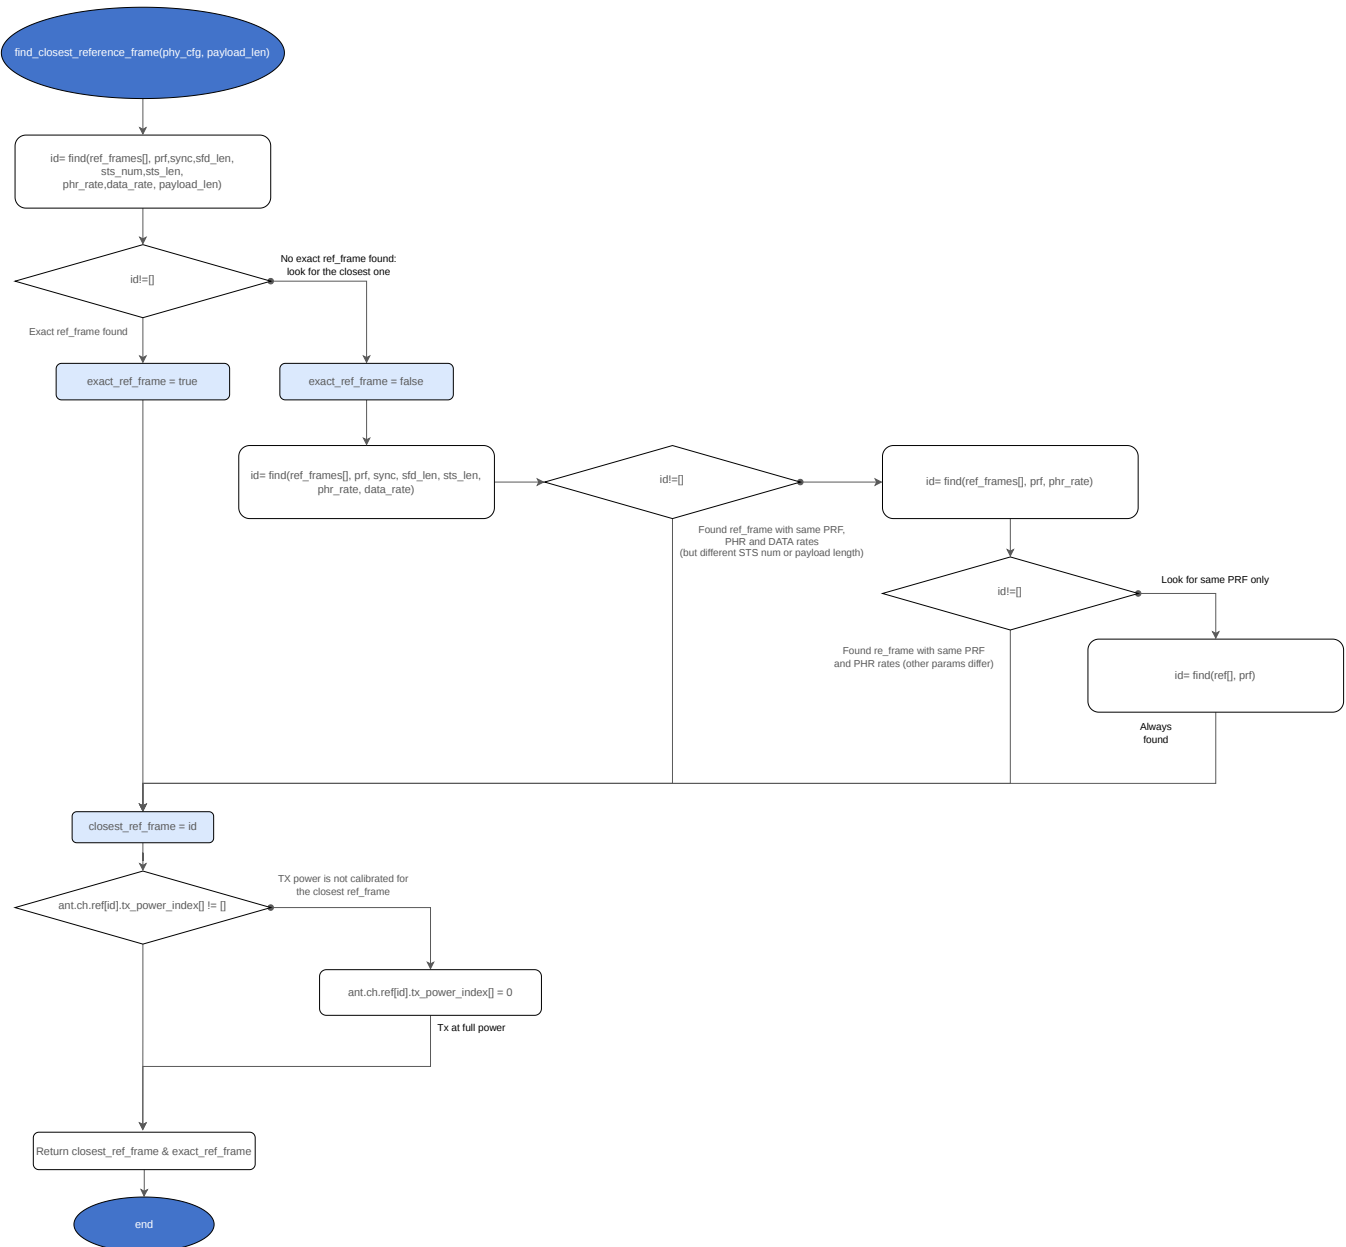 find_closest_reference_frame(phy_cfg, payload_len)
id= find(ref_frames[], prf,sync,sfd_len,
sts_num,sts_len,
phr_rate,data_rate, payload_len)
id!=[]
No exact ref_frame found:
look for the closest one
Exact ref_frame found
exact_ref_frame = true
exact_ref_frame = false
id= find(ref_frames[], prf, sync, sfd_len, sts_len,
phr_rate, data_rate)
id!=[]
id= find(ref_frames[], prf, phr_rate)
Found ref_frame with same PRF,
PHR and DATA rates
(but different STS num or payload length)
id!=[]
Look for same PRF only
Found re_frame with same PRF
and PHR rates (other params differ)
id= find(ref[], prf)
Always
found
closest_ref_frame = id
ant.ch.ref[id].tx_power_index[] != []
TX power is not calibrated for
the closest ref_frame
ant.ch.ref[id].tx_power_index[] = 0
Tx at full power
Return closest_ref_frame & exact_ref_frame
end